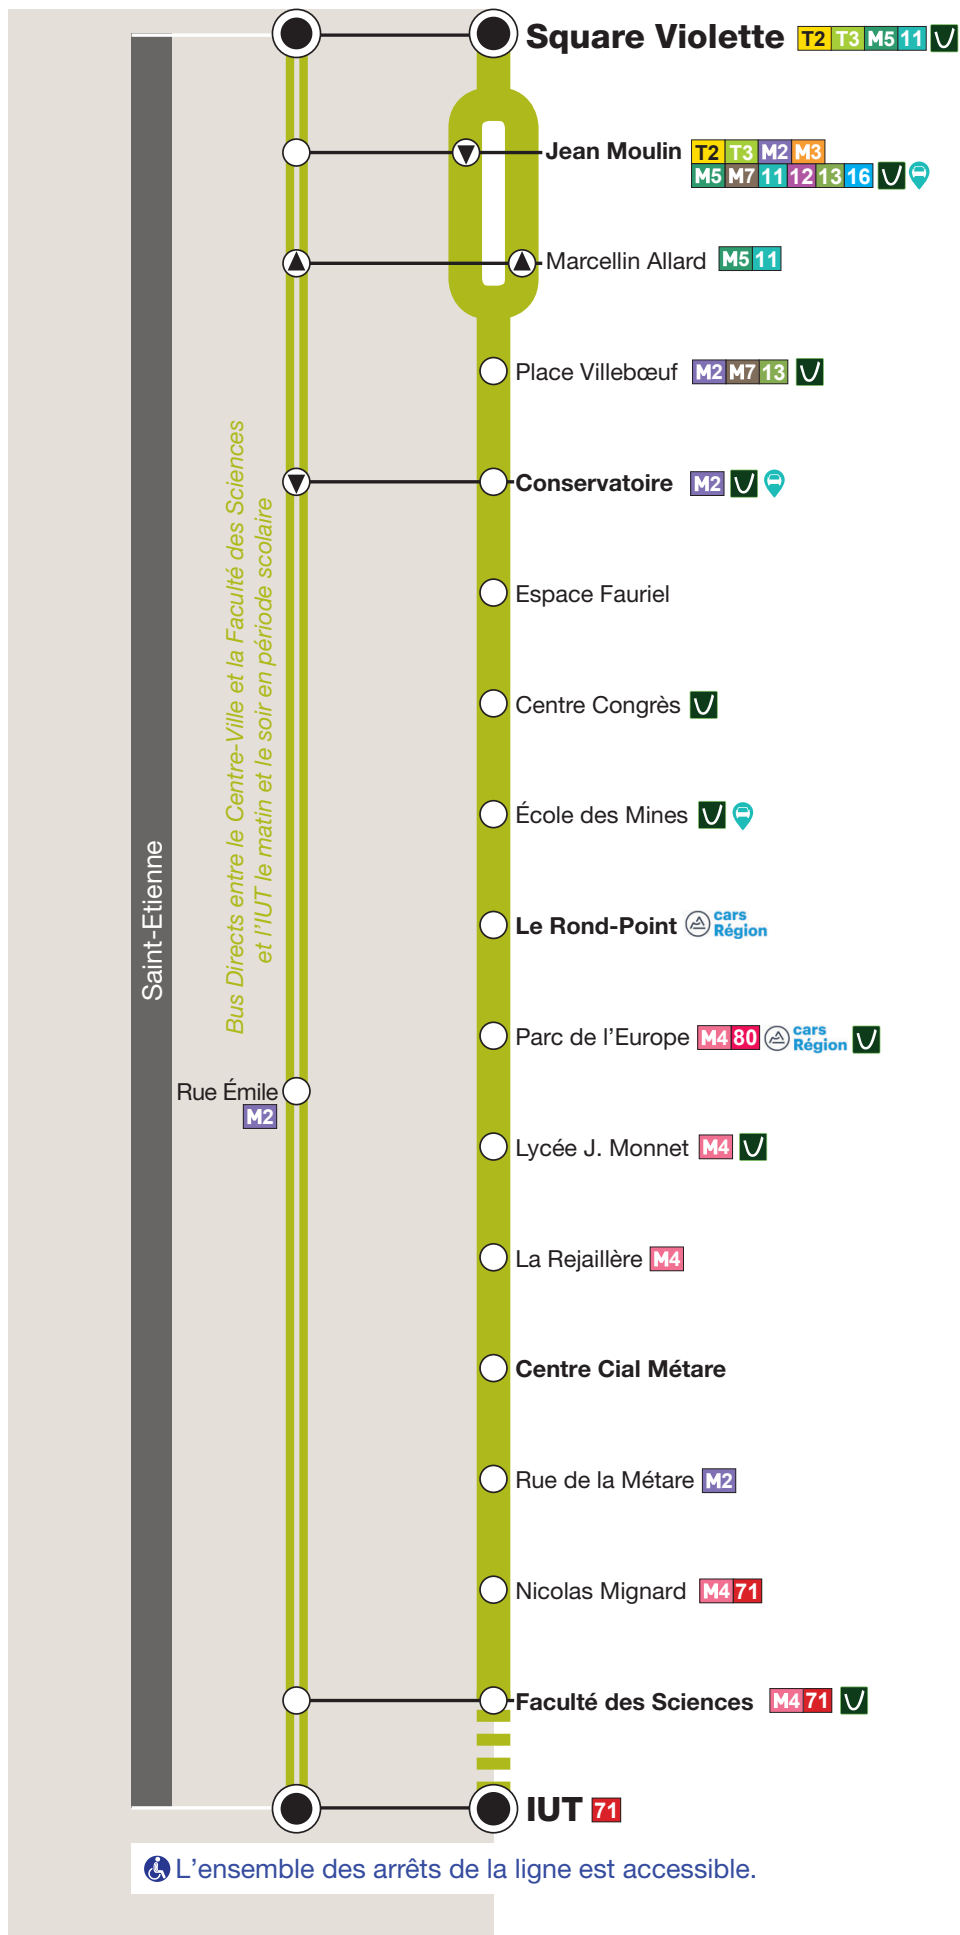 Square Violette T2 T3 M5 11
Jean Moulin T2 T3 M2 M3
M5 M7 11 12 13 16
Marcellin Allard M5 11
Place Villebœuf M2 M7 13
Conservatoire M2
Espace Fauriel
Centre Congrès
École des Mines
Le Rond-Point cars
Région
Parc de l'Europe M4 80 cars
Région
Rue Émile
M2
Lycée J. Monnet M4
La Rejaillère M4
Centre Cial Métare
Rue de la Métare M2
Nicolas Mignard M4 71
Faculté des Sciences M4 71
IUT 71
Saint-Etienne
Bus Directs entre le Centre-Ville et la Faculté des Sciences
et l'IUT le matin et le soir en période scolaire
L'ensemble des arrêts de la ligne est accessible.